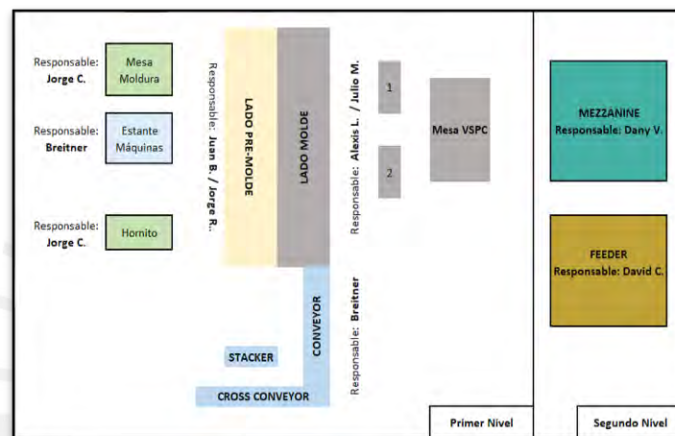 Responsable:
Jorge C.
Mesa
Moldura
Responsable:
Breitner
Estante
Máquinas
Responsable:
Jorge C.
Hornito
Responsable: Juan B. / Jorge R..
LADO PRE-MOLDE
LADO MOLDE
Responsable: Alexis L. / Julio M.
1
2
Mesa VSPC
CONVEYOR
Responsable: Breitner
STACKER
CROSS CONVEYOR
Primer Nivel
MEZZANINE
Responsable: Dany V.
FEEDER
Responsable: David C.
Segundo Nivel